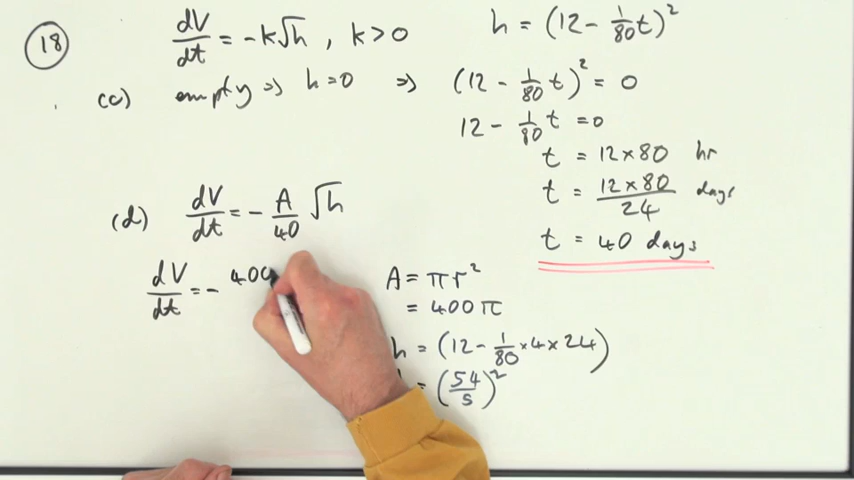 18
dV/dt = -k√h , k>0
h = (12 - 1/80 t)²
(c) empty ⇒ h=0 ⇒ (12 - 1/80 t)² = 0
12 - 1/80 t = 0
t = 12×80 hr
t = 12×80/24 days
t = 40 days
(d) dV/dt = - A/40 √h
dV/dt = - 400
A = πr²
= 400π
h = (12 - 1/80 ×4×24)
= (54/5)²